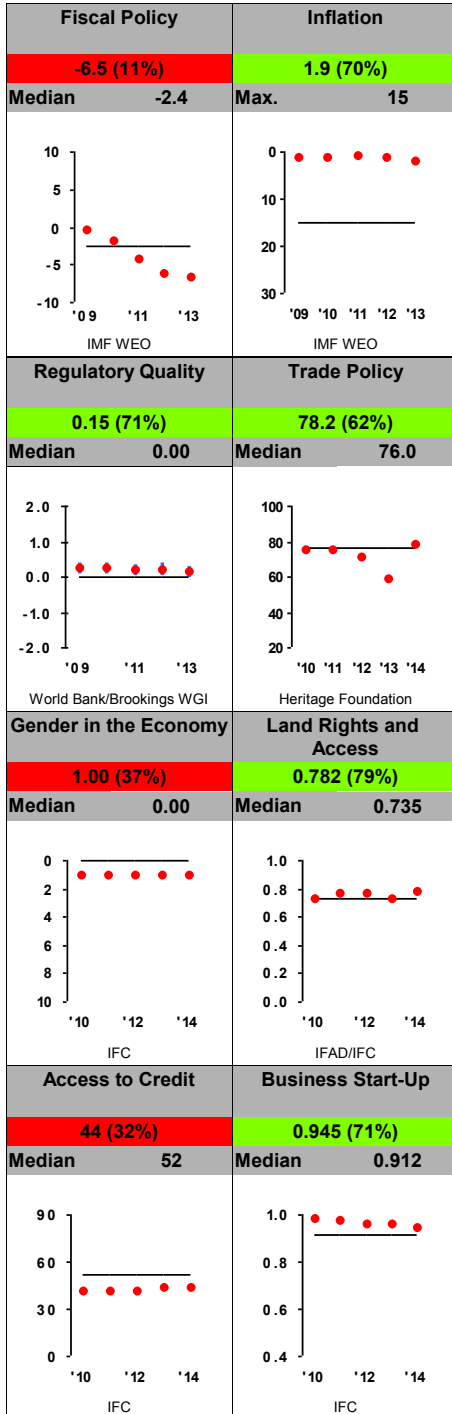 Fiscal Policy
-6.5 (11%)
Median -2.4
10
5
0
-5
-10
'09 '11 '13
IMF WEO
Inflation
1.9 (70%)
Max. 15
0
10
20
30
'09 '10 '11 '12 '13
IMF WEO
Regulatory Quality
0.15 (71%)
Median 0.00
2.0
1.0
0.0
-1.0
-2.0
'09 '11 '13
World Bank/Brookings WGI
Trade Policy
78.2 (62%)
Median 76.0
100
80
60
40
20
'10 '11 '12 '13 '14
Heritage Foundation
Gender in the Economy
1.00 (37%)
Median 0.00
0
2
4
6
8
10
'10 '12 '14
IFC
Land Rights and
Access
0.782 (79%)
Median 0.735
1.0
0.8
0.6
0.4
0.2
0.0
'10 '12 '14
IFAD/IFC
Access to Credit
44 (32%)
Median 52
90
60
30
0
'10 '12 '14
IFC
Business Start-Up
0.945 (71%)
Median 0.912
1.0
0.8
0.6
0.4
'10 '12 '14
IFC